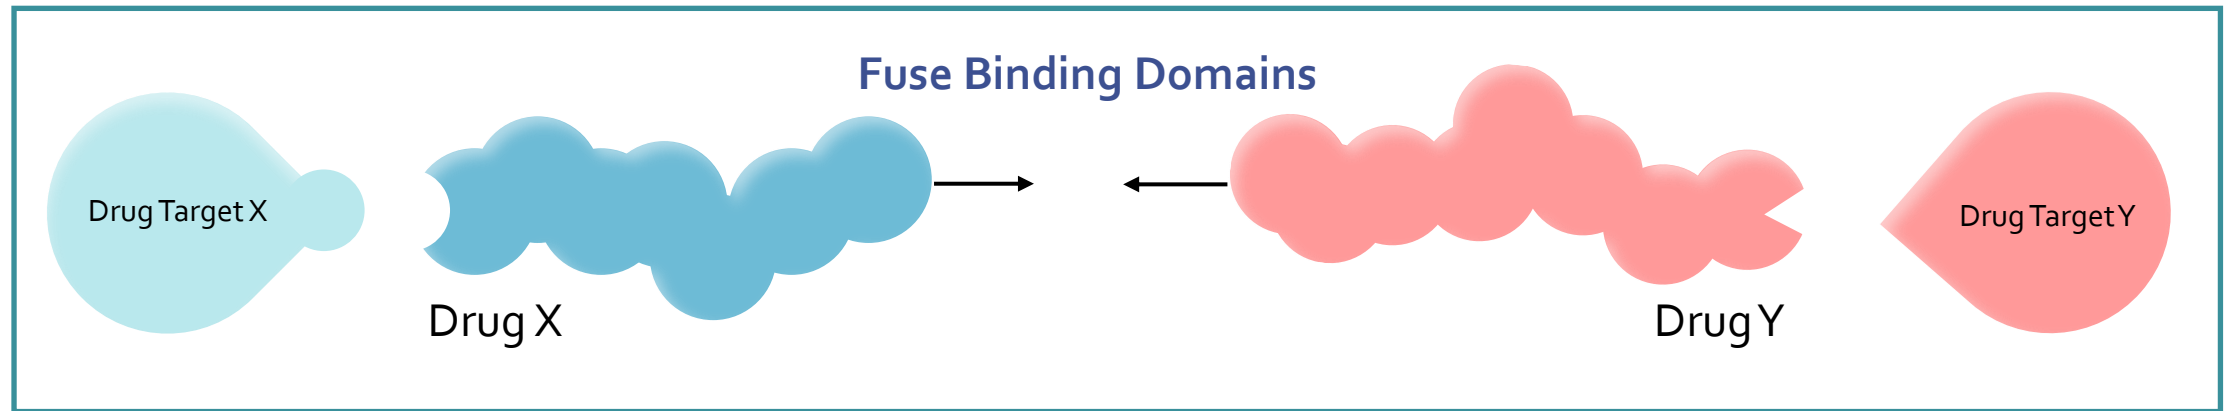 Fuse Binding Domains
Drug Target X
Drug Target Y
Drug X
Drug Y